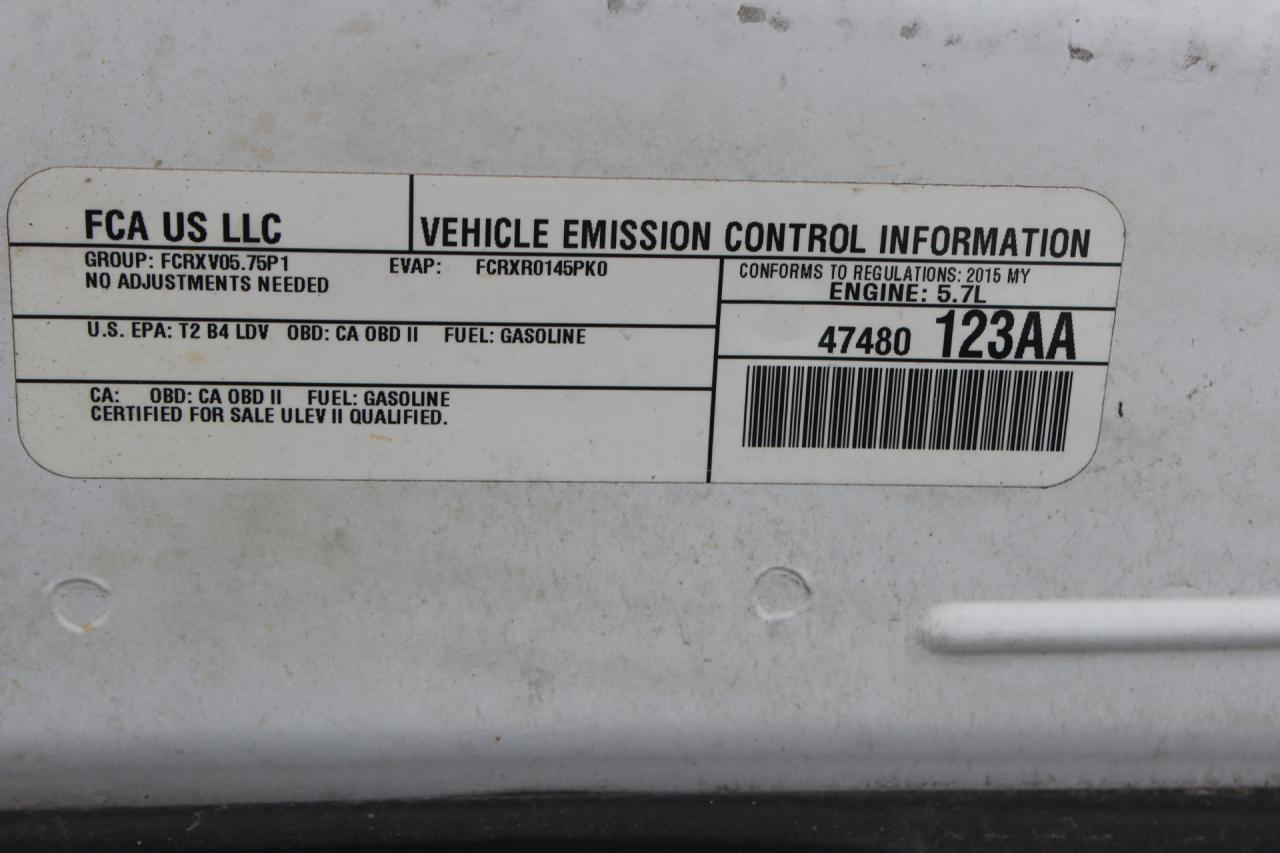 FCA US LLC
VEHICLE EMISSION CONTROL INFORMATION
GROUP: FCRXV05.75P1 EVAP: FCRXR0145PK0
NO ADJUSTMENTS NEEDED
CONFORMS TO REGULATIONS: 2015 MY
ENGINE: 5.7L
U.S. EPA: T2 B4 LDV OBD: CA OBD II FUEL: GASOLINE
47480 123AA
CA: OBD: CA OBD II FUEL: GASOLINE
CERTIFIED FOR SALE ULEV II QUALIFIED.